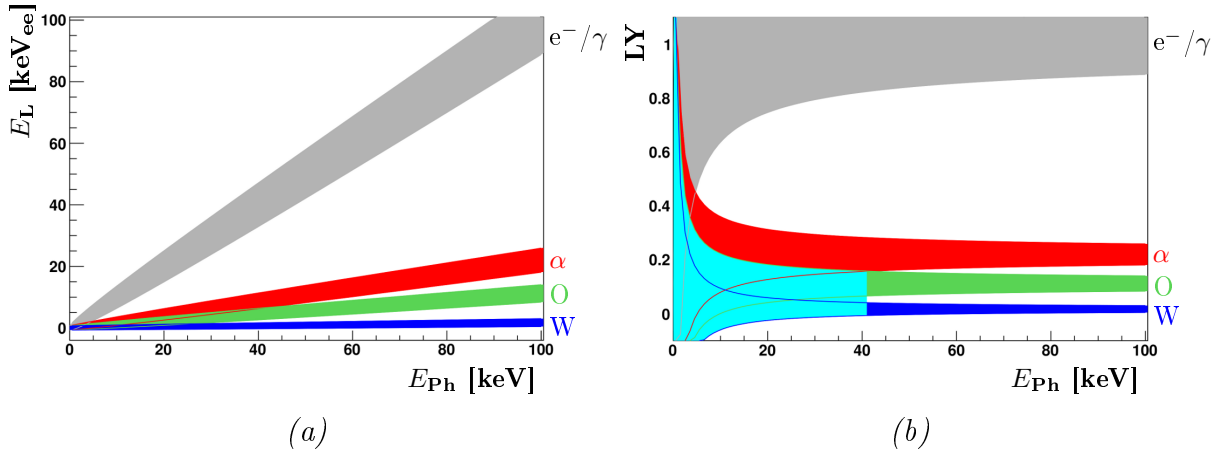 E_L [keV_ee]
100
80
60
40
20
0
0 20 40 60 80 100
E_Ph [keV]
e⁻/γ
α
O
W
(a)
LY
1
0.8
0.6
0.4
0.2
0
0 20 40 60 80 100
E_Ph [keV]
e⁻/γ
α
O
W
(b)